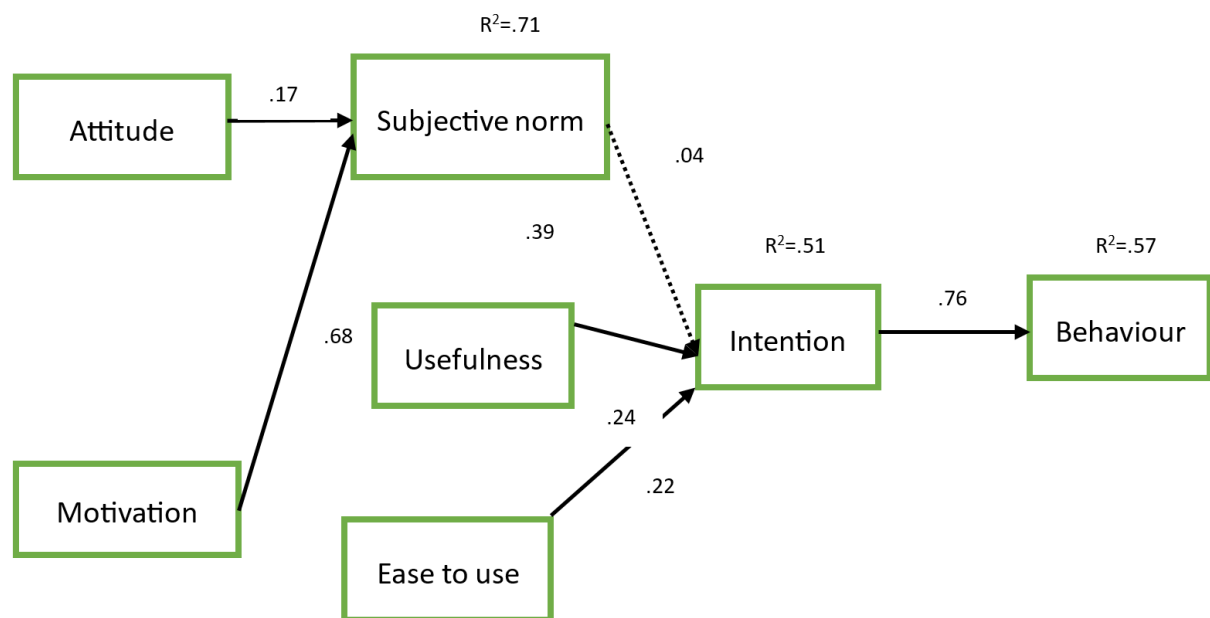 R²=.71
Attitude
.17
Subjective norm
.04
.39
R²=.51
R²=.57
.76
Usefulness
.68
Intention
Behaviour
.24
.22
Motivation
Ease to use